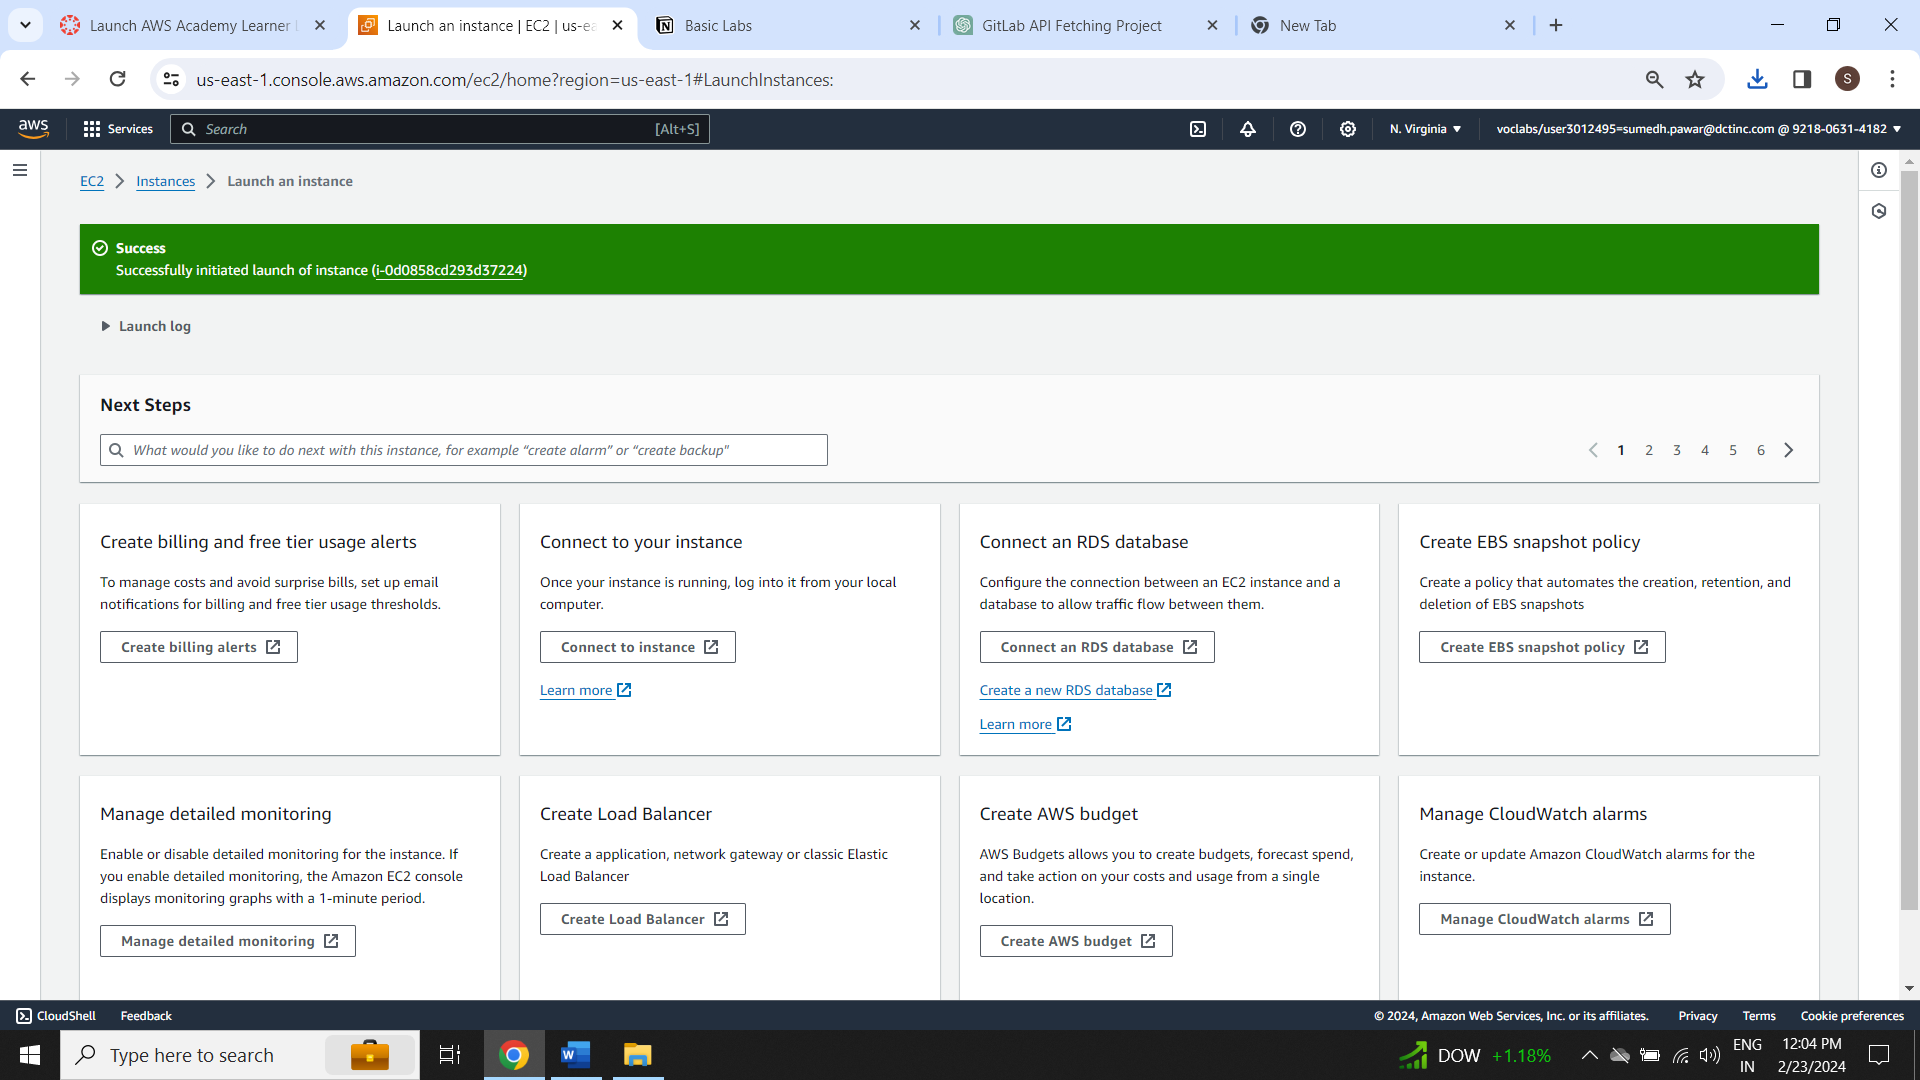 Launch AWS Academy Learner L
Launch an instance | EC2 | us-ea
Basic Labs
GitLab API Fetching Project
New Tab
us-east-1.console.aws.amazon.com/ec2/home?region=us-east-1#LaunchInstances:
S
aws
Services
Search
[Alt+S]
N. Virginia
voclabs/user3012495=sumedh.pawar@dctinc.com @ 9218-0631-4182
EC2
Instances
Launch an instance
Success
Successfully initiated launch of instance (i-0d0858cd293d37224)
Launch log
Next Steps
What would you like to do next with this instance, for example "create alarm" or "create backup"
1 2 3 4 5 6
Create billing and free tier usage alerts
To manage costs and avoid surprise bills, set up email
notifications for billing and free tier usage thresholds.
Create billing alerts
Connect to your instance
Once your instance is running, log into it from your local
computer.
Connect to instance
Learn more
Connect an RDS database
Configure the connection between an EC2 instance and a
database to allow traffic flow between them.
Connect an RDS database
Create a new RDS database
Learn more
Create EBS snapshot policy
Create a policy that automates the creation, retention, and
deletion of EBS snapshots
Create EBS snapshot policy
Manage detailed monitoring
Enable or disable detailed monitoring for the instance. If
you enable detailed monitoring, the Amazon EC2 console
displays monitoring graphs with a 1-minute period.
Manage detailed monitoring
Create Load Balancer
Create a application, network gateway or classic Elastic
Load Balancer
Create Load Balancer
Create AWS budget
AWS Budgets allows you to create budgets, forecast spend,
and take action on your costs and usage from a single
location.
Create AWS budget
Manage CloudWatch alarms
Create or update Amazon CloudWatch alarms for the
instance.
Manage CloudWatch alarms
CloudShell
Feedback
© 2024, Amazon Web Services, Inc. or its affiliates.
Privacy
Terms
Cookie preferences
Type here to search
DOW +1.18%
ENG
IN
12:04 PM
2/23/2024